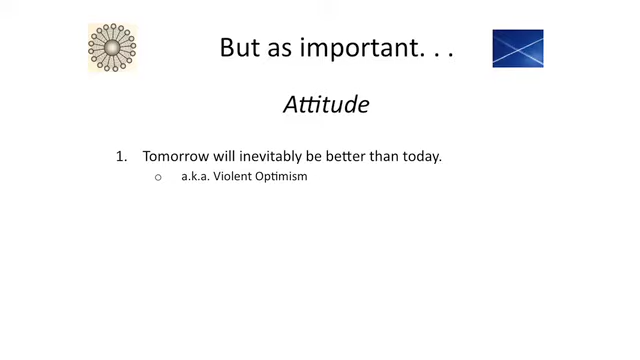 But as important. . .
Attitude
1. Tomorrow will inevitably be better than today.
o a.k.a. Violent Optimism